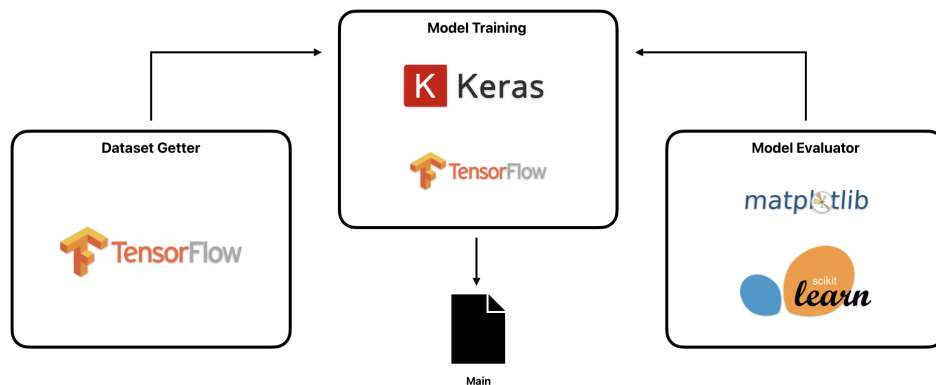 Model Training
K Keras
TensorFlow
Dataset Getter
TensorFlow
Model Evaluator
matplotlib
scikit
learn
Main